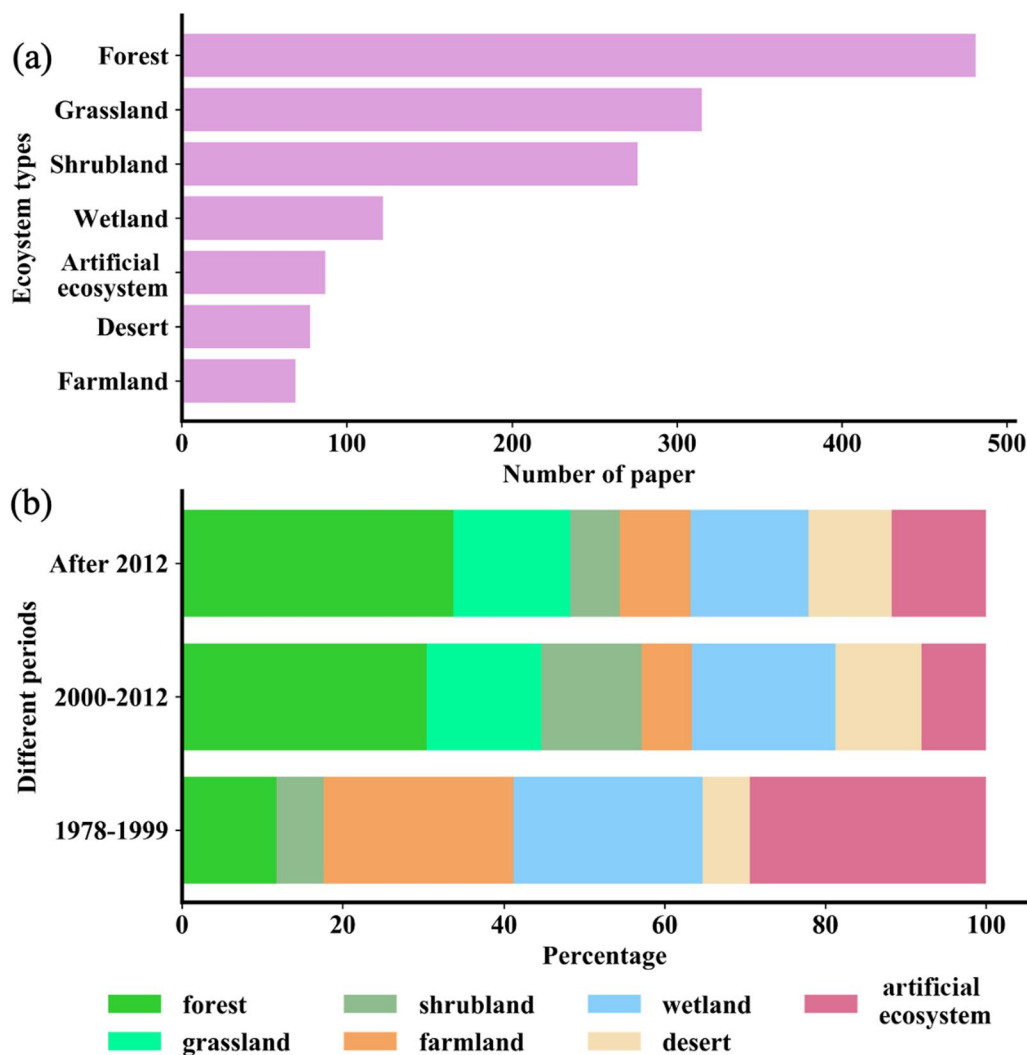 (a)
Ecoystem types
Forest
Grassland
Shrubland
Wetland
Artificial
ecosystem
Desert
Farmland
0 100 200 300 400 500
Number of paper
(b)
Different periods
After 2012
2000-2012
1978-1999
0 20 40 60 80 100
Percentage
forest shrubland wetland artificial
ecosystem
grassland farmland desert